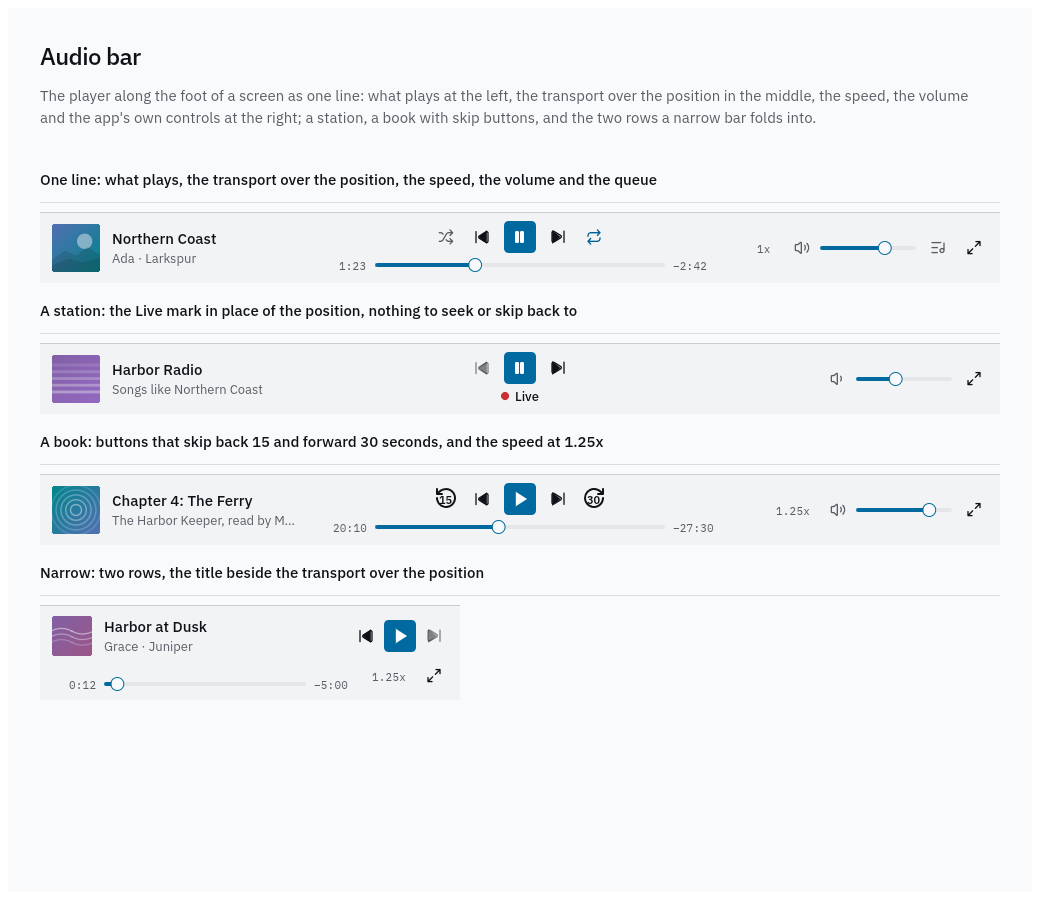 Audio bar
The player along the foot of a screen as one line: what plays at the left, the transport over the position in the middle, the speed, the volume
and the app's own controls at the right; a station, a book with skip buttons, and the two rows a narrow bar folds into.
One line: what plays, the transport over the position, the speed, the volume and the queue
Northern Coast
Ada · Larkspur
1:23
−2:42
1x
A station: the Live mark in place of the position, nothing to seek or skip back to
Harbor Radio
Songs like Northern Coast
Live
A book: buttons that skip back 15 and forward 30 seconds, and the speed at 1.25x
Chapter 4: The Ferry
The Harbor Keeper, read by M...
15
30
20:10
−27:30
1.25x
Narrow: two rows, the title beside the transport over the position
Harbor at Dusk
Grace · Juniper
0:12
−5:00
1.25x